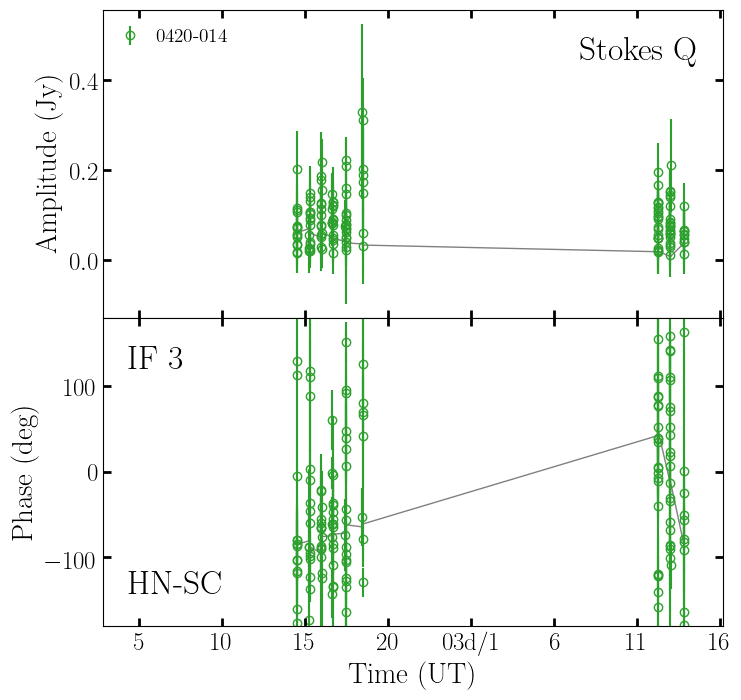 0420-014
Stokes Q
Amplitude (Jy)
0.4
0.2
0.0
IF 3
Phase (deg)
100
0
−100
HN-SC
5 10 15 20 03d/1 6 11 16
Time (UT)